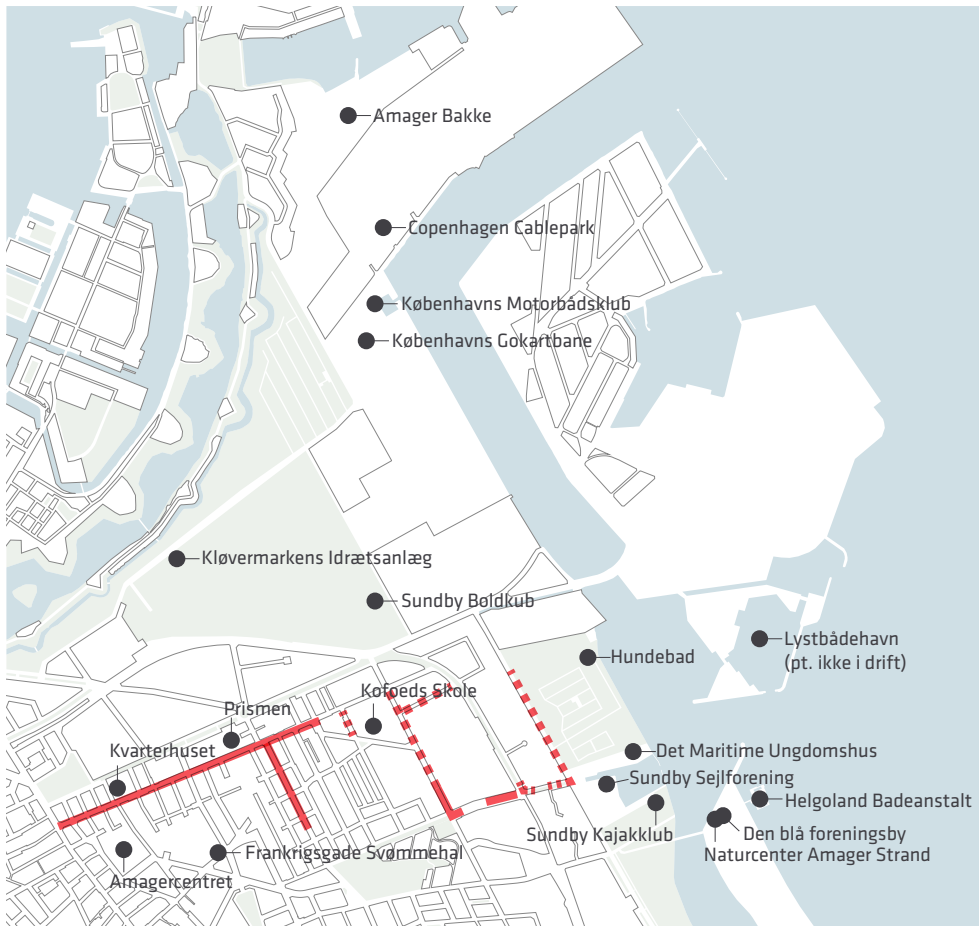 Amager Bakke
Copenhagen Cablepark
Københavns Motorbådsklub
Københavns Gokartbane
Kløvermarkens Idrætsanlæg
Sundby Boldkub
Lystbådehavn
(pt. ikke i drift)
Hundebad
Kofoeds Skole
Prismen
Kvarterhuset
Det Maritime Ungdomshus
Sundby Sejlforening
Helgoland Badeanstalt
Sundby Kajakklub
Den blå foreningsby
Naturcenter Amager Strand
Frankrigsgade Svømmehal
Amagercentret